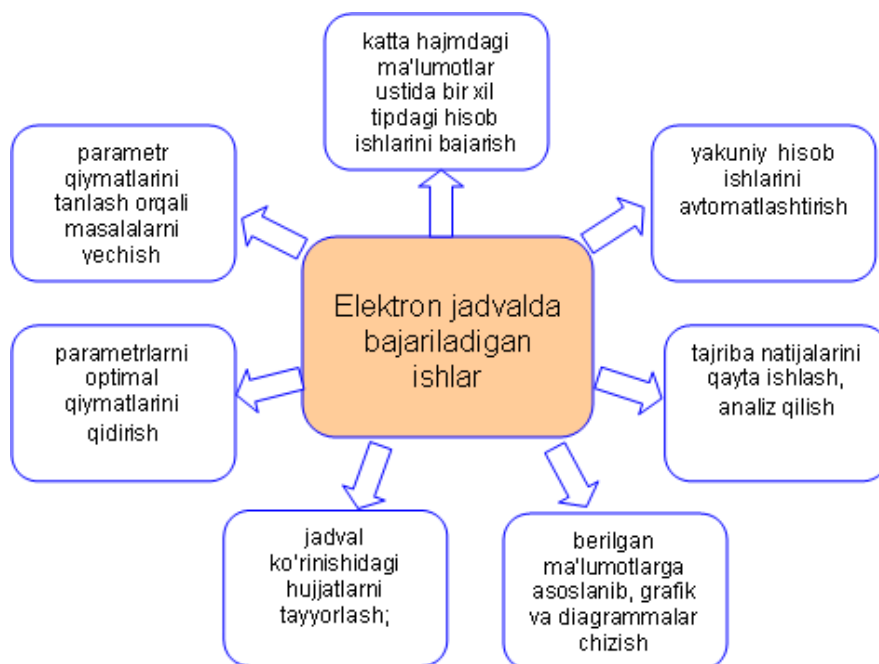 katta hajmdagi
ma'lumotlar
ustida bir xil
tipdagi hisob
ishlarini bajarish
parametr
qiymatlarini
tanlash orqali
masalalarni
yechish
yakuniy hisob
ishlarini
avtomatlashtirish
Elektron jadvalda
bajariladigan
ishlar
parametrlarni
optimal
qiymatlarini
qidirish
tajriba natijalarini
qayta ishlash,
analiz qilish
jadval
ko'rinishidagi
hujjatlarni
tayyorlash;
berilgan
ma'lumotlarga
asoslanib, grafik
va diagrammalar
chizish